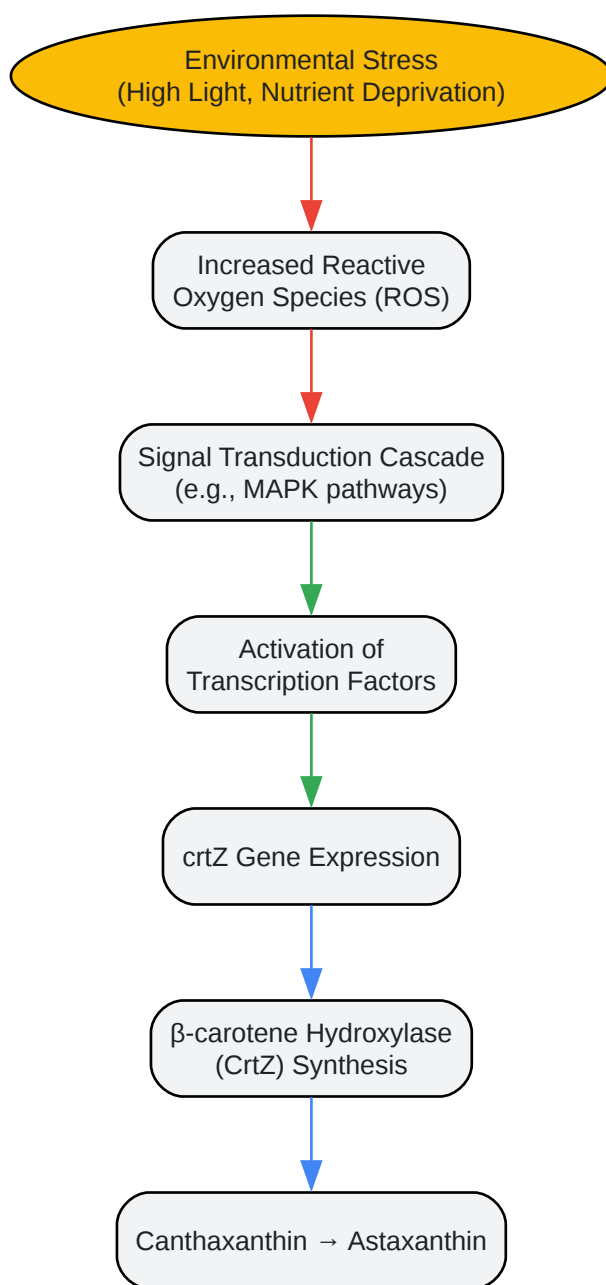 Environmental Stress
(High Light, Nutrient Deprivation)
Increased Reactive
Oxygen Species (ROS)
Signal Transduction Cascade
(e.g., MAPK pathways)
Activation of
Transcription Factors
crtZ Gene Expression
β-carotene Hydroxylase
(CrtZ) Synthesis
Canthaxanthin → Astaxanthin